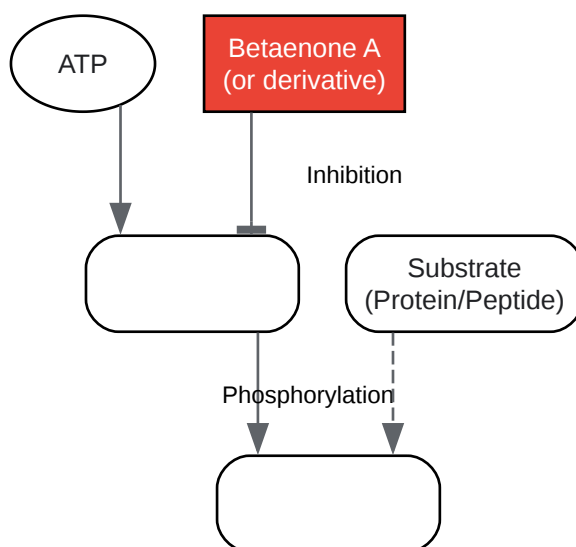 ATP
Betaenone A
(or derivative)
Inhibition
Substrate
(Protein/Peptide)
Phosphorylation